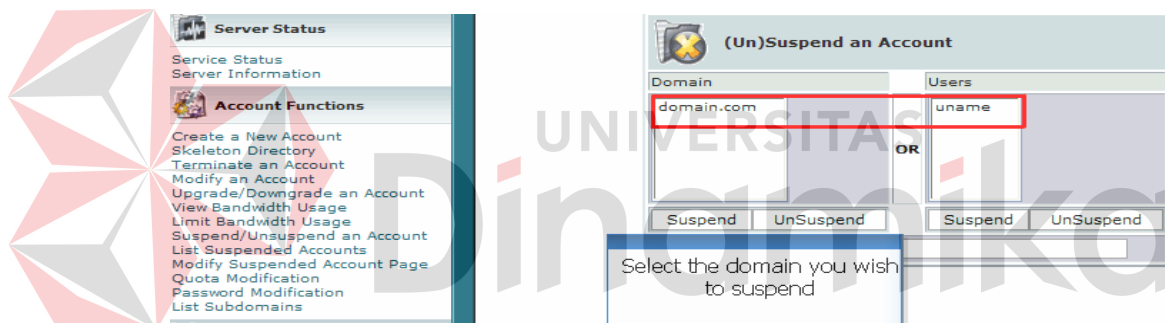 Server Status
Service Status
Server Information
Account Functions
Create a New Account
Skeleton Directory
Terminate an Account
Modify an Account
Upgrade/Downgrade an Account
View Bandwidth Usage
Limit Bandwidth Usage
Suspend/Unsuspend an Account
List Suspended Accounts
Modify Suspended Account Page
Quota Modification
Password Modification
List Subdomains
(Un)Suspend an Account
Domain
Users
domain.com
uname
OR
Suspend
UnSuspend
Suspend
UnSuspend
Select the domain you wish
to suspend
UNIVERSITAS
Dinamika